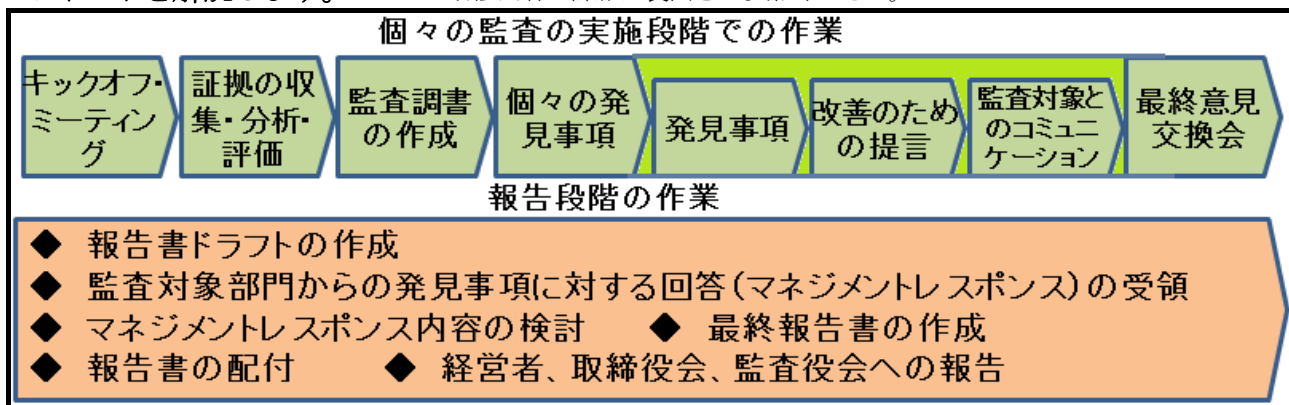 個々の監査の実施段階での作業
キックオフ・
ミーティン
グ
証拠の収
集・分析・
評価
監査調書
の作成
個々の発
見事項
発見事項
改善のため
の提言
監査対象と
のコミュニ
ケーション
最終意見
交換会
報告段階の作業
◆ 報告書ドラフトの作成
◆ 監査対象部門からの発見事項に対する回答(マネジメントレスポンス)の受領
◆ マネジメントレスポンス内容の検討 ◆ 最終報告書の作成
◆ 報告書の配付 ◆ 経営者、取締役会、監査役会への報告